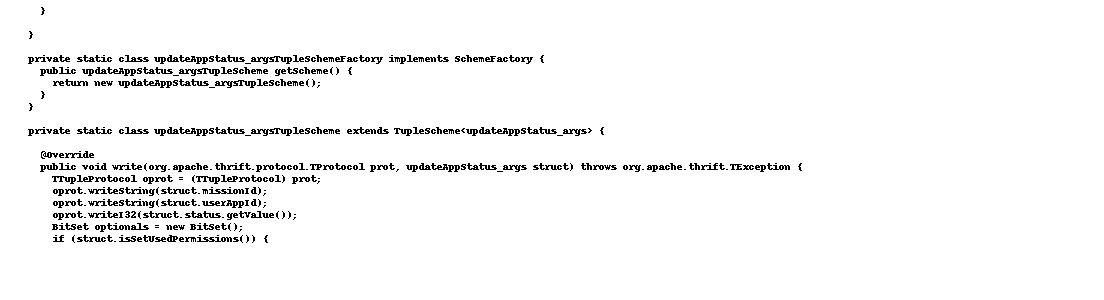 }
}
private static class updateAppStatus_argsTupleSchemeFactory implements SchemeFactory {
public updateAppStatus_argsTupleScheme getScheme() {
return new updateAppStatus_argsTupleScheme();
}
}
private static class updateAppStatus_argsTupleScheme extends TupleScheme<updateAppStatus_args> {
@Override
public void write(org.apache.thrift.protocol.TProtocol prot, updateAppStatus_args struct) throws org.apache.thrift.TException {
TTupleProtocol oprot = (TTupleProtocol) prot;
oprot.writeString(struct.missionId);
oprot.writeString(struct.userAppId);
oprot.writeI32(struct.status.getValue());
BitSet optionals = new BitSet();
if (struct.isSetUsedPermissions()) {